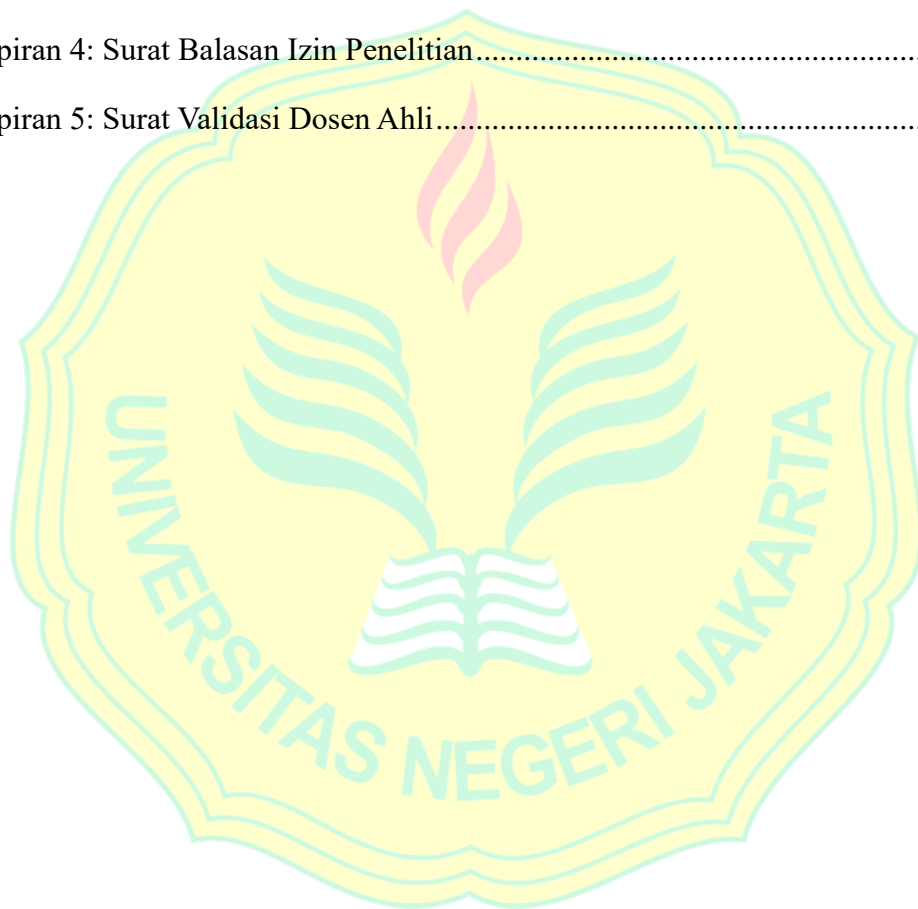 piran 4: Surat Balasan Izin Penelitian........................................................
piran 5: Surat Validasi Dosen Ahli.............................................................
UNIVERSITAS NEGERI JAKARTA